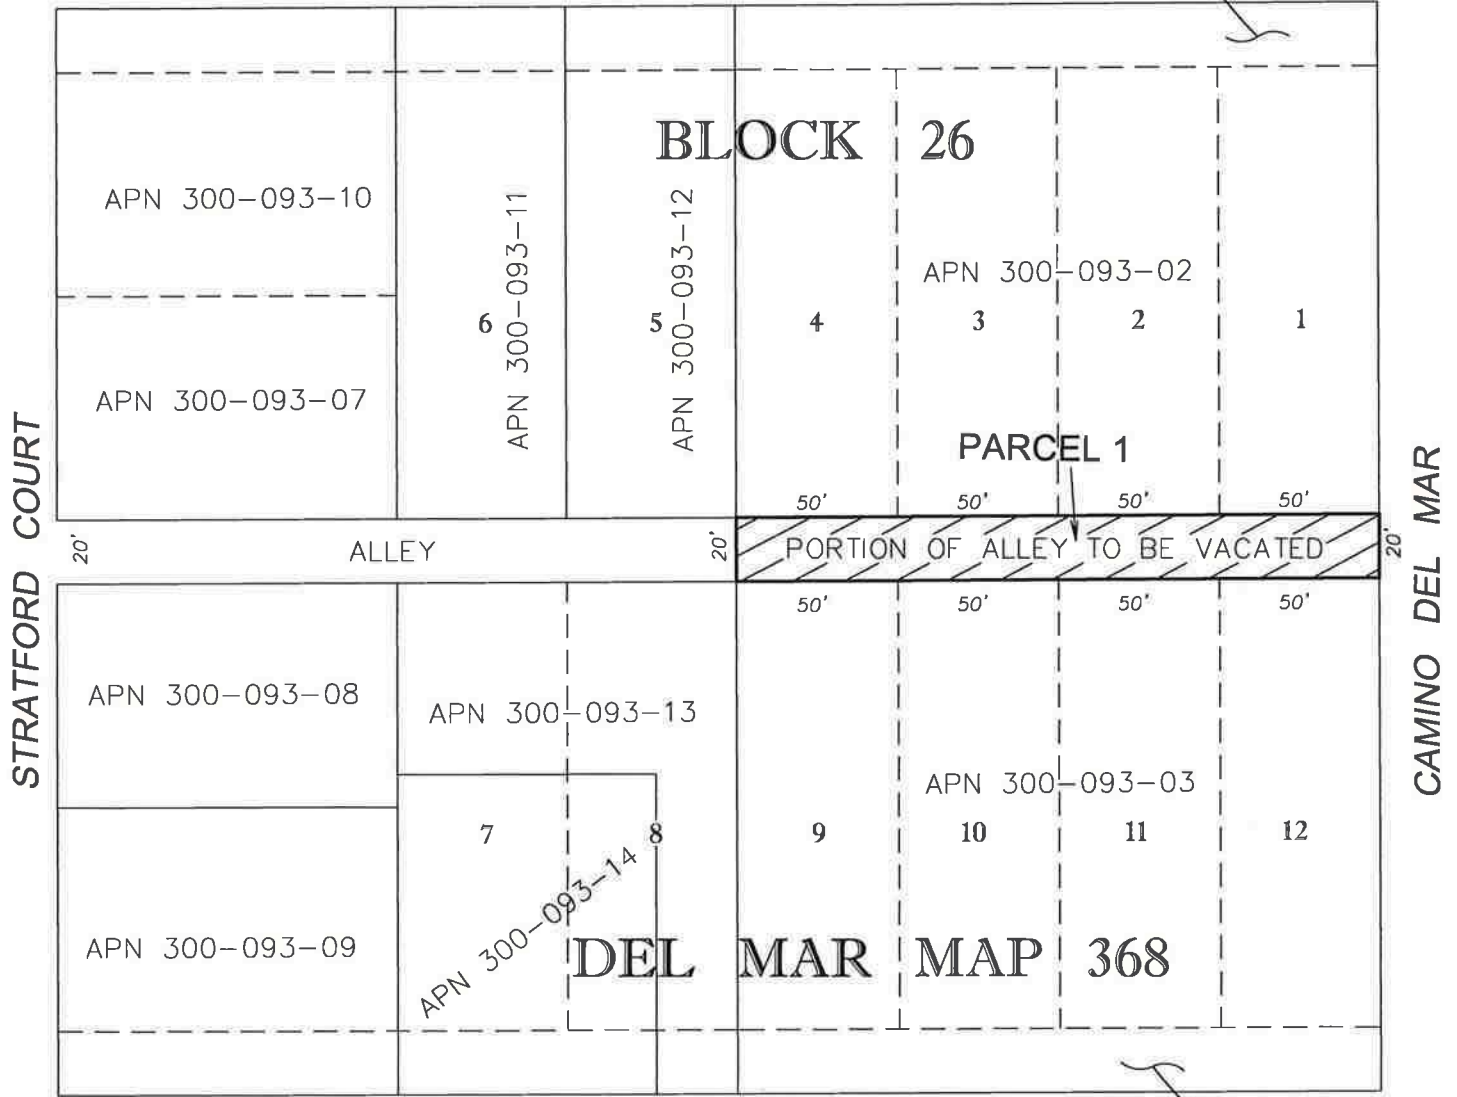 BLOCK 26
APN 300-093-10
APN 300-093-11
APN 300-093-12
APN 300-093-02
6
5
4
3
2
1
APN 300-093-07
PARCEL 1
50'
50'
50'
50'
STRATFORD COURT
20'
ALLEY
20'
PORTION OF ALLEY TO BE VACATED
20'
CAMINO DEL MAR
50'
50'
50'
50'
APN 300-093-08
APN 300-093-13
APN 300-093-03
7
8
9
10
11
12
APN 300-093-14
APN 300-093-09
DEL MAR MAP 368